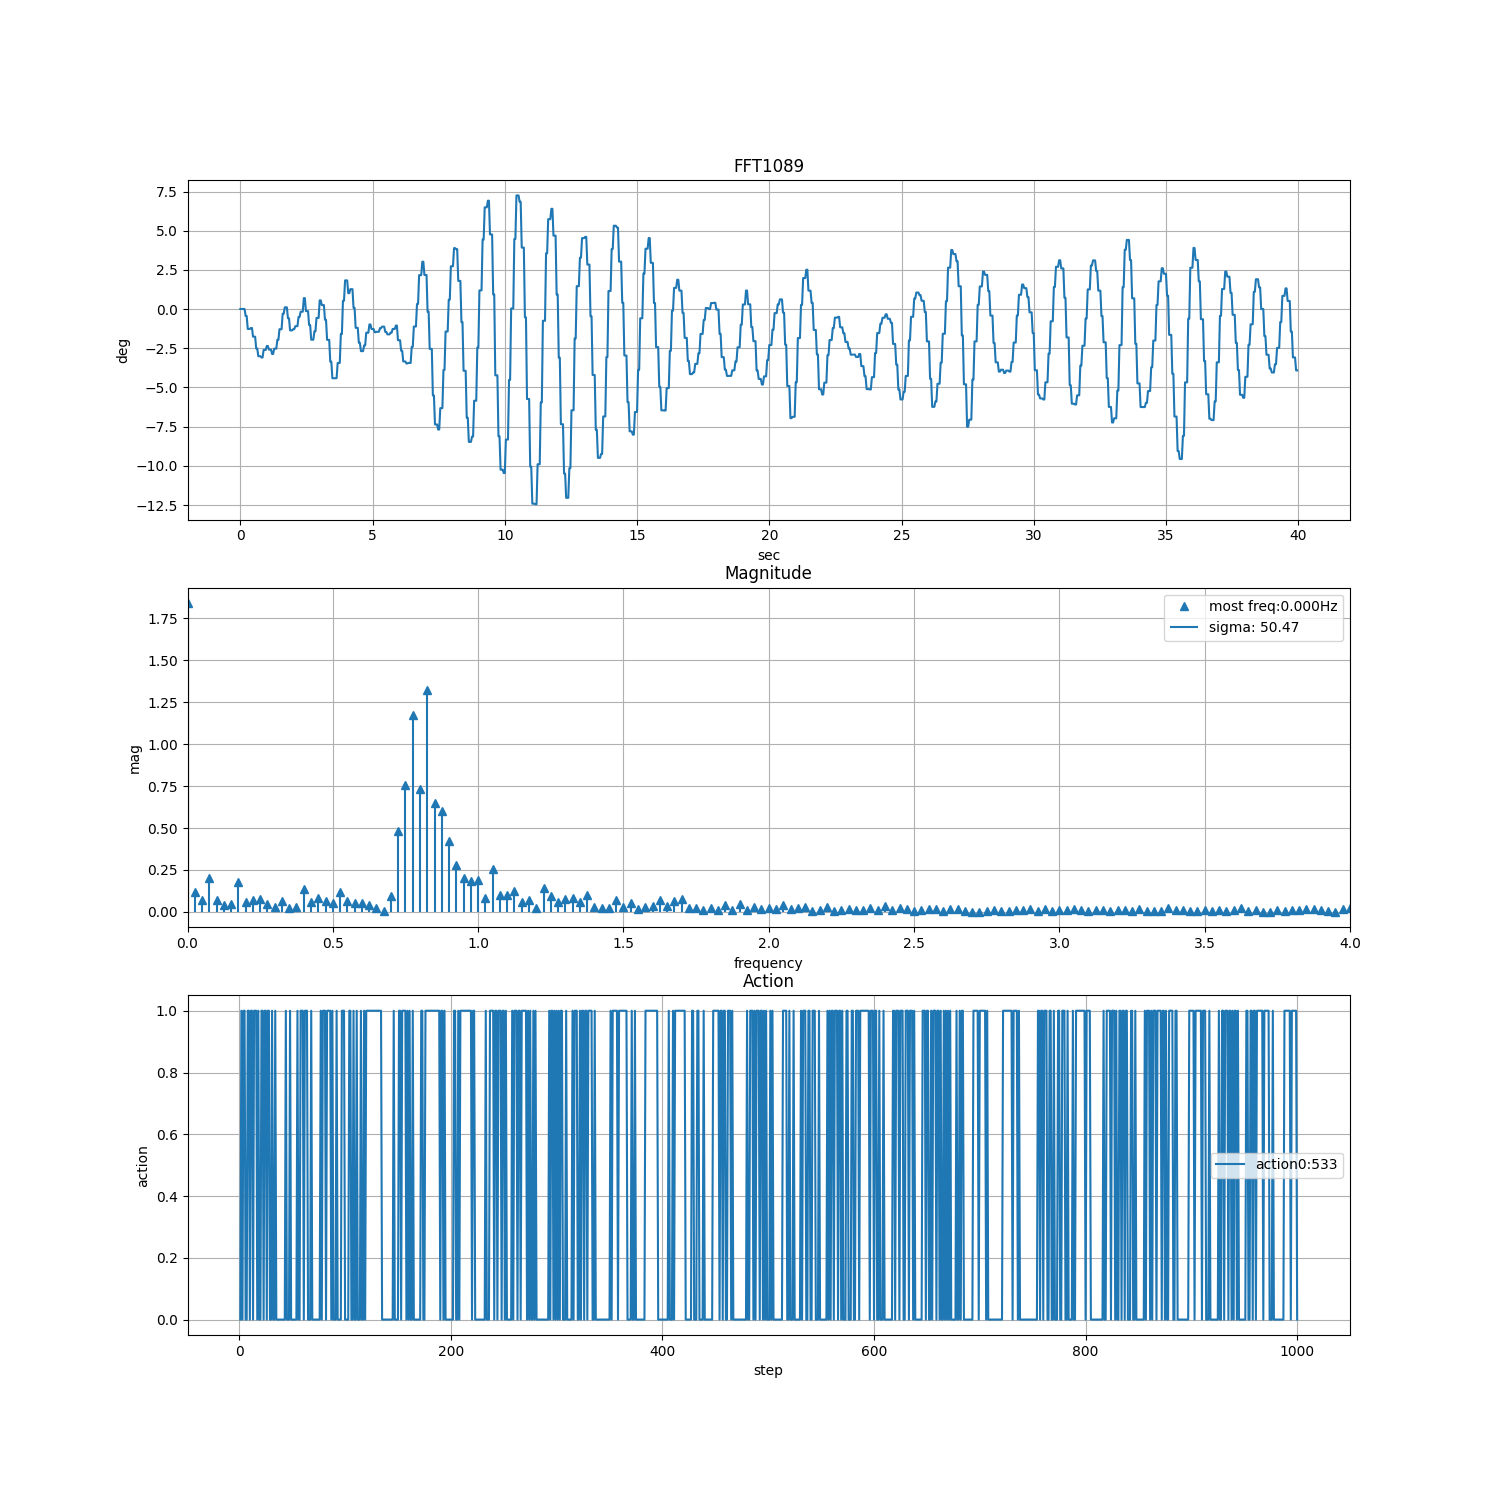 FFT1089
7.5
5.0
2.5
0.0
−2.5
−5.0
−7.5
−10.0
−12.5
deg
0 5 10 15 20 25 30 35 40
sec
Magnitude
1.75
1.50
1.25
1.00
0.75
0.50
0.25
0.00
mag
most freq:0.000Hz
sigma: 50.47
0.0 0.5 1.0 1.5 2.0 2.5 3.0 3.5 4.0
frequency
Action
1.0
0.8
0.6
0.4
0.2
0.0
action
action0:533
0 200 400 600 800 1000
step